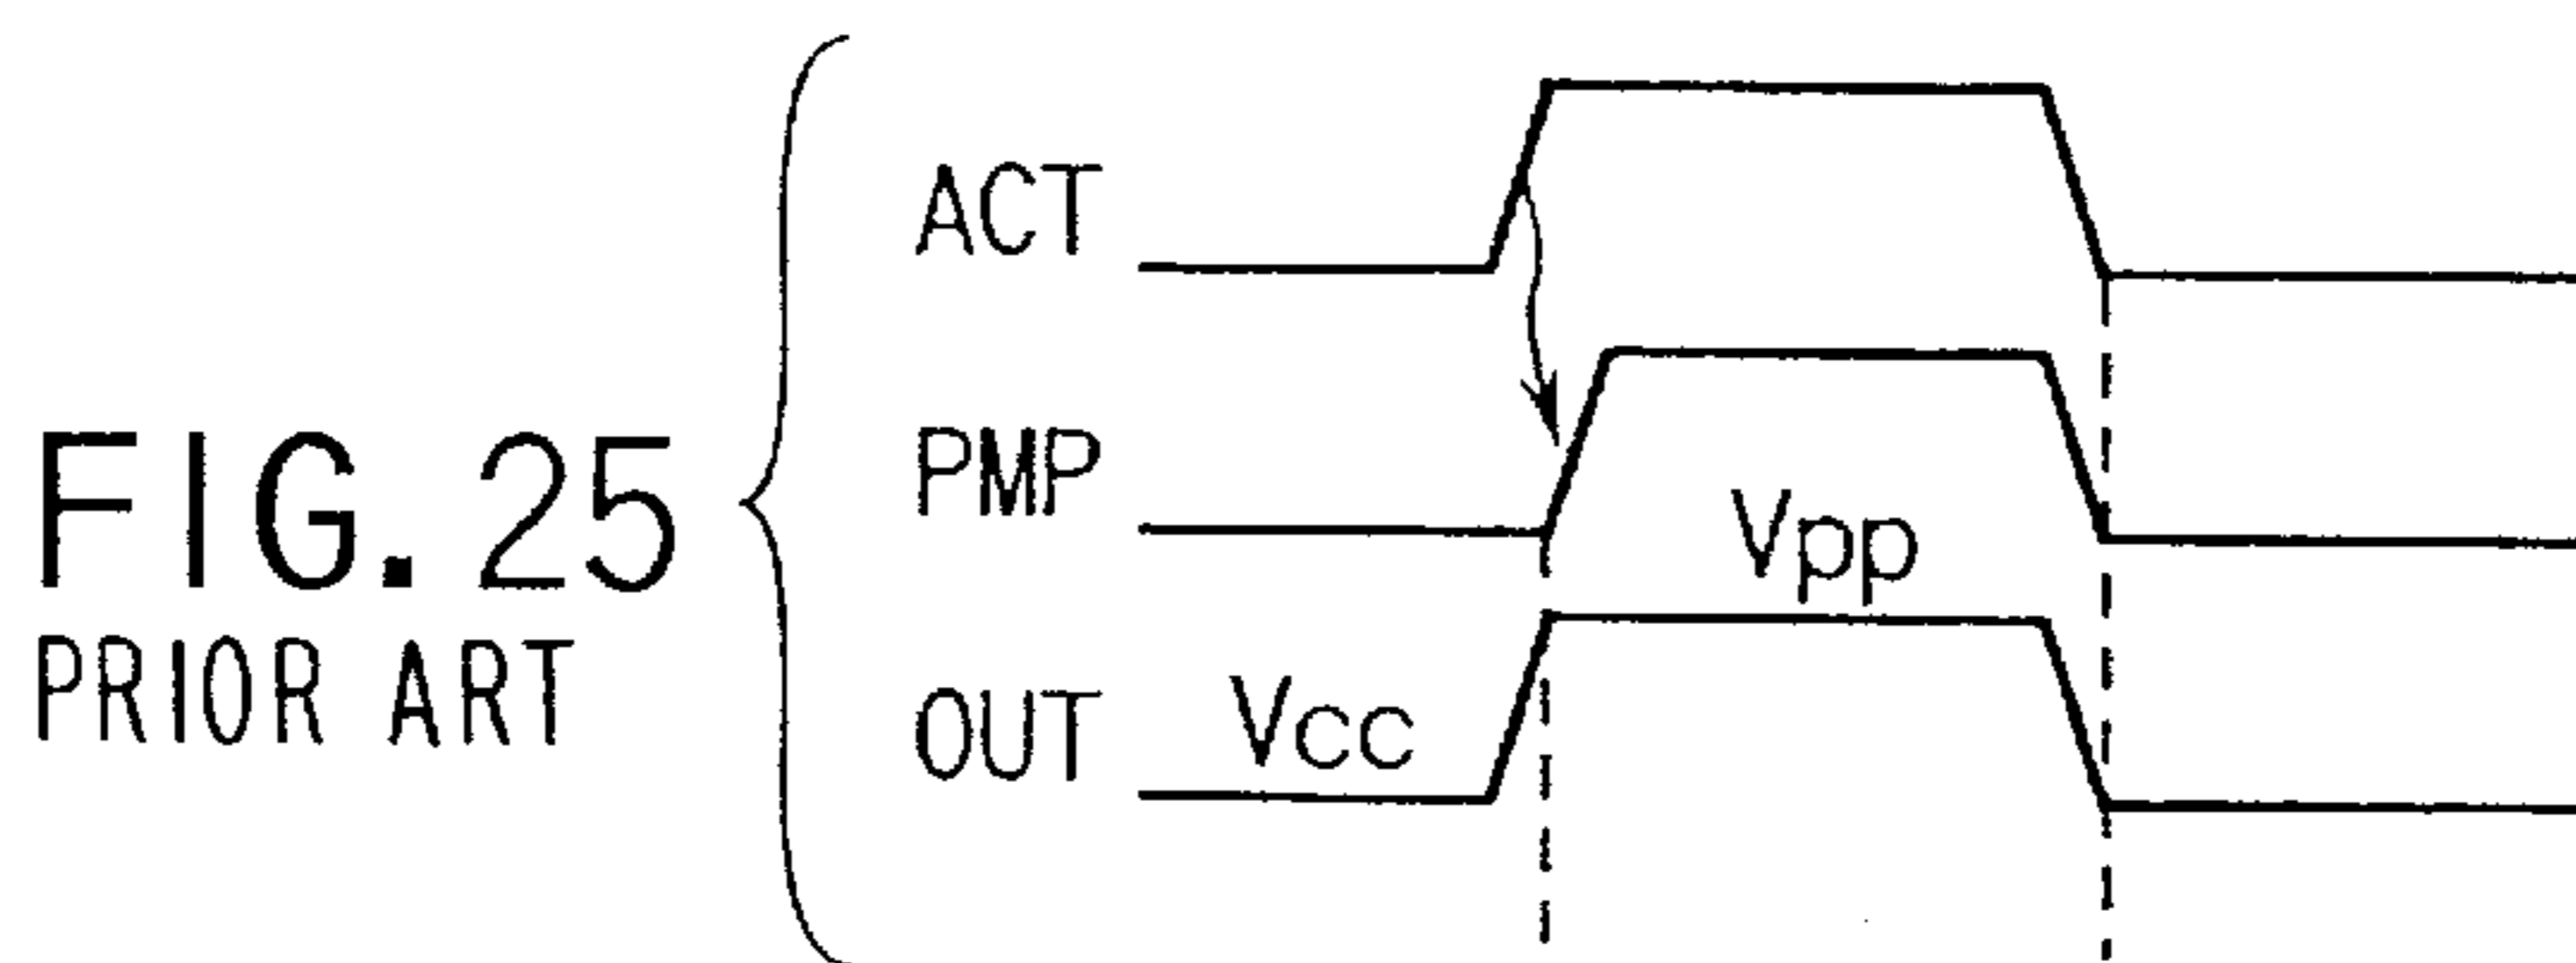 FIG. 25
PRIOR ART
ACT
PMP
Vpp
OUT
Vcc